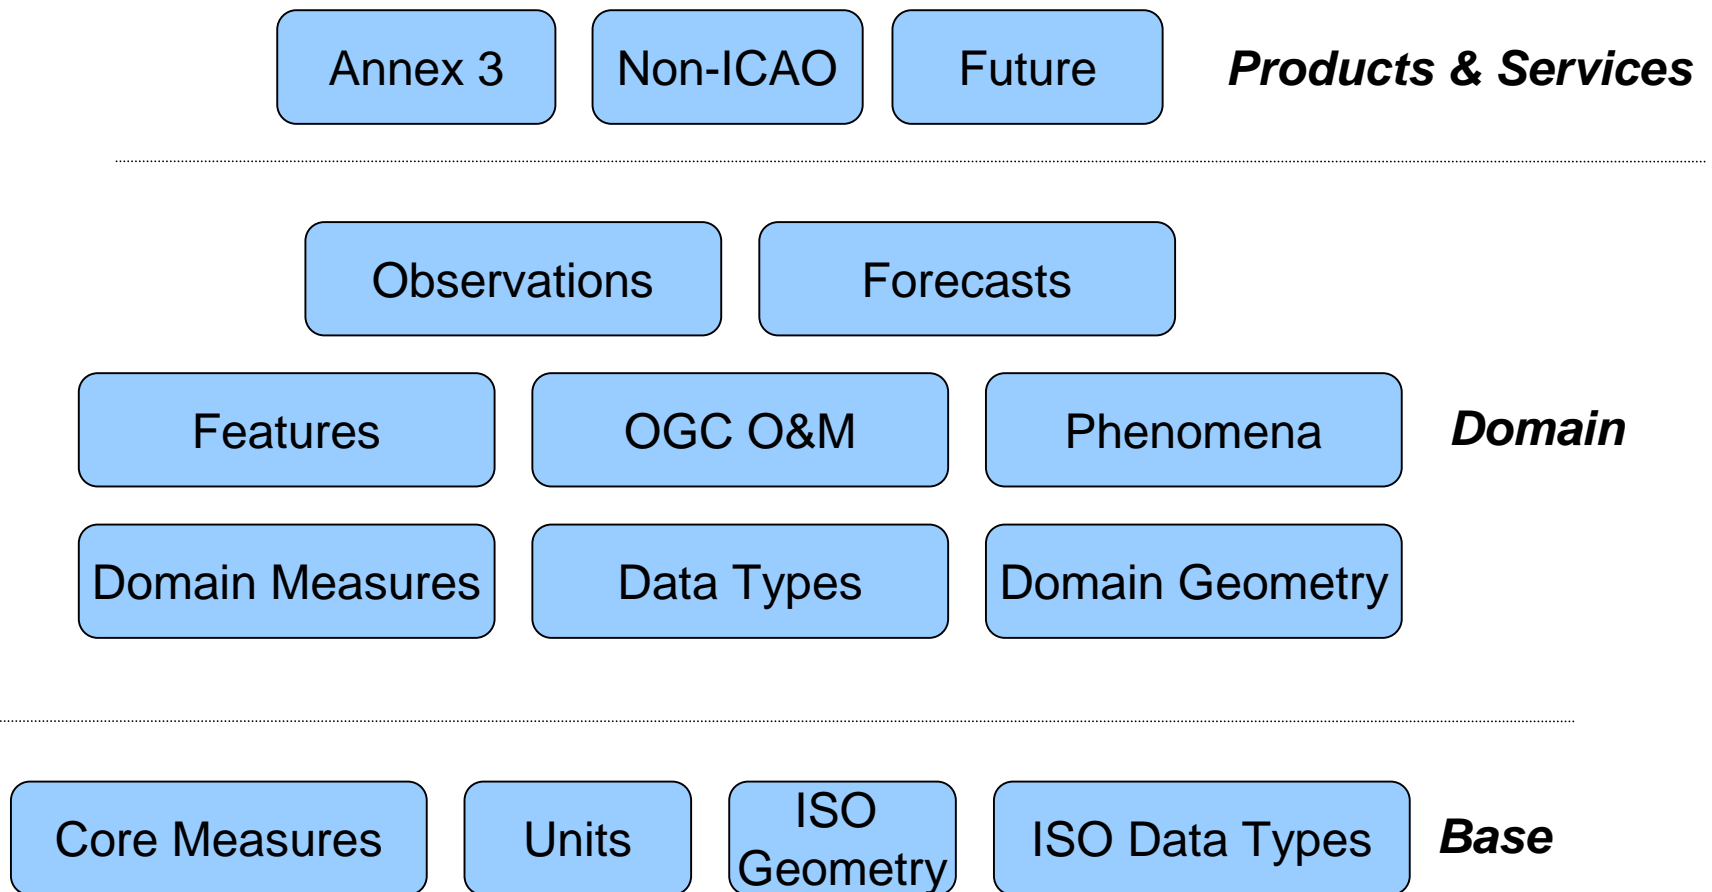 Annex 3
Non-ICAO
Future
Products & Services
Observations
Forecasts
Features
OGC O&M
Phenomena
Domain
Domain Measures
Data Types
Domain Geometry
Core Measures
Units
ISO
Geometry
ISO Data Types
Base